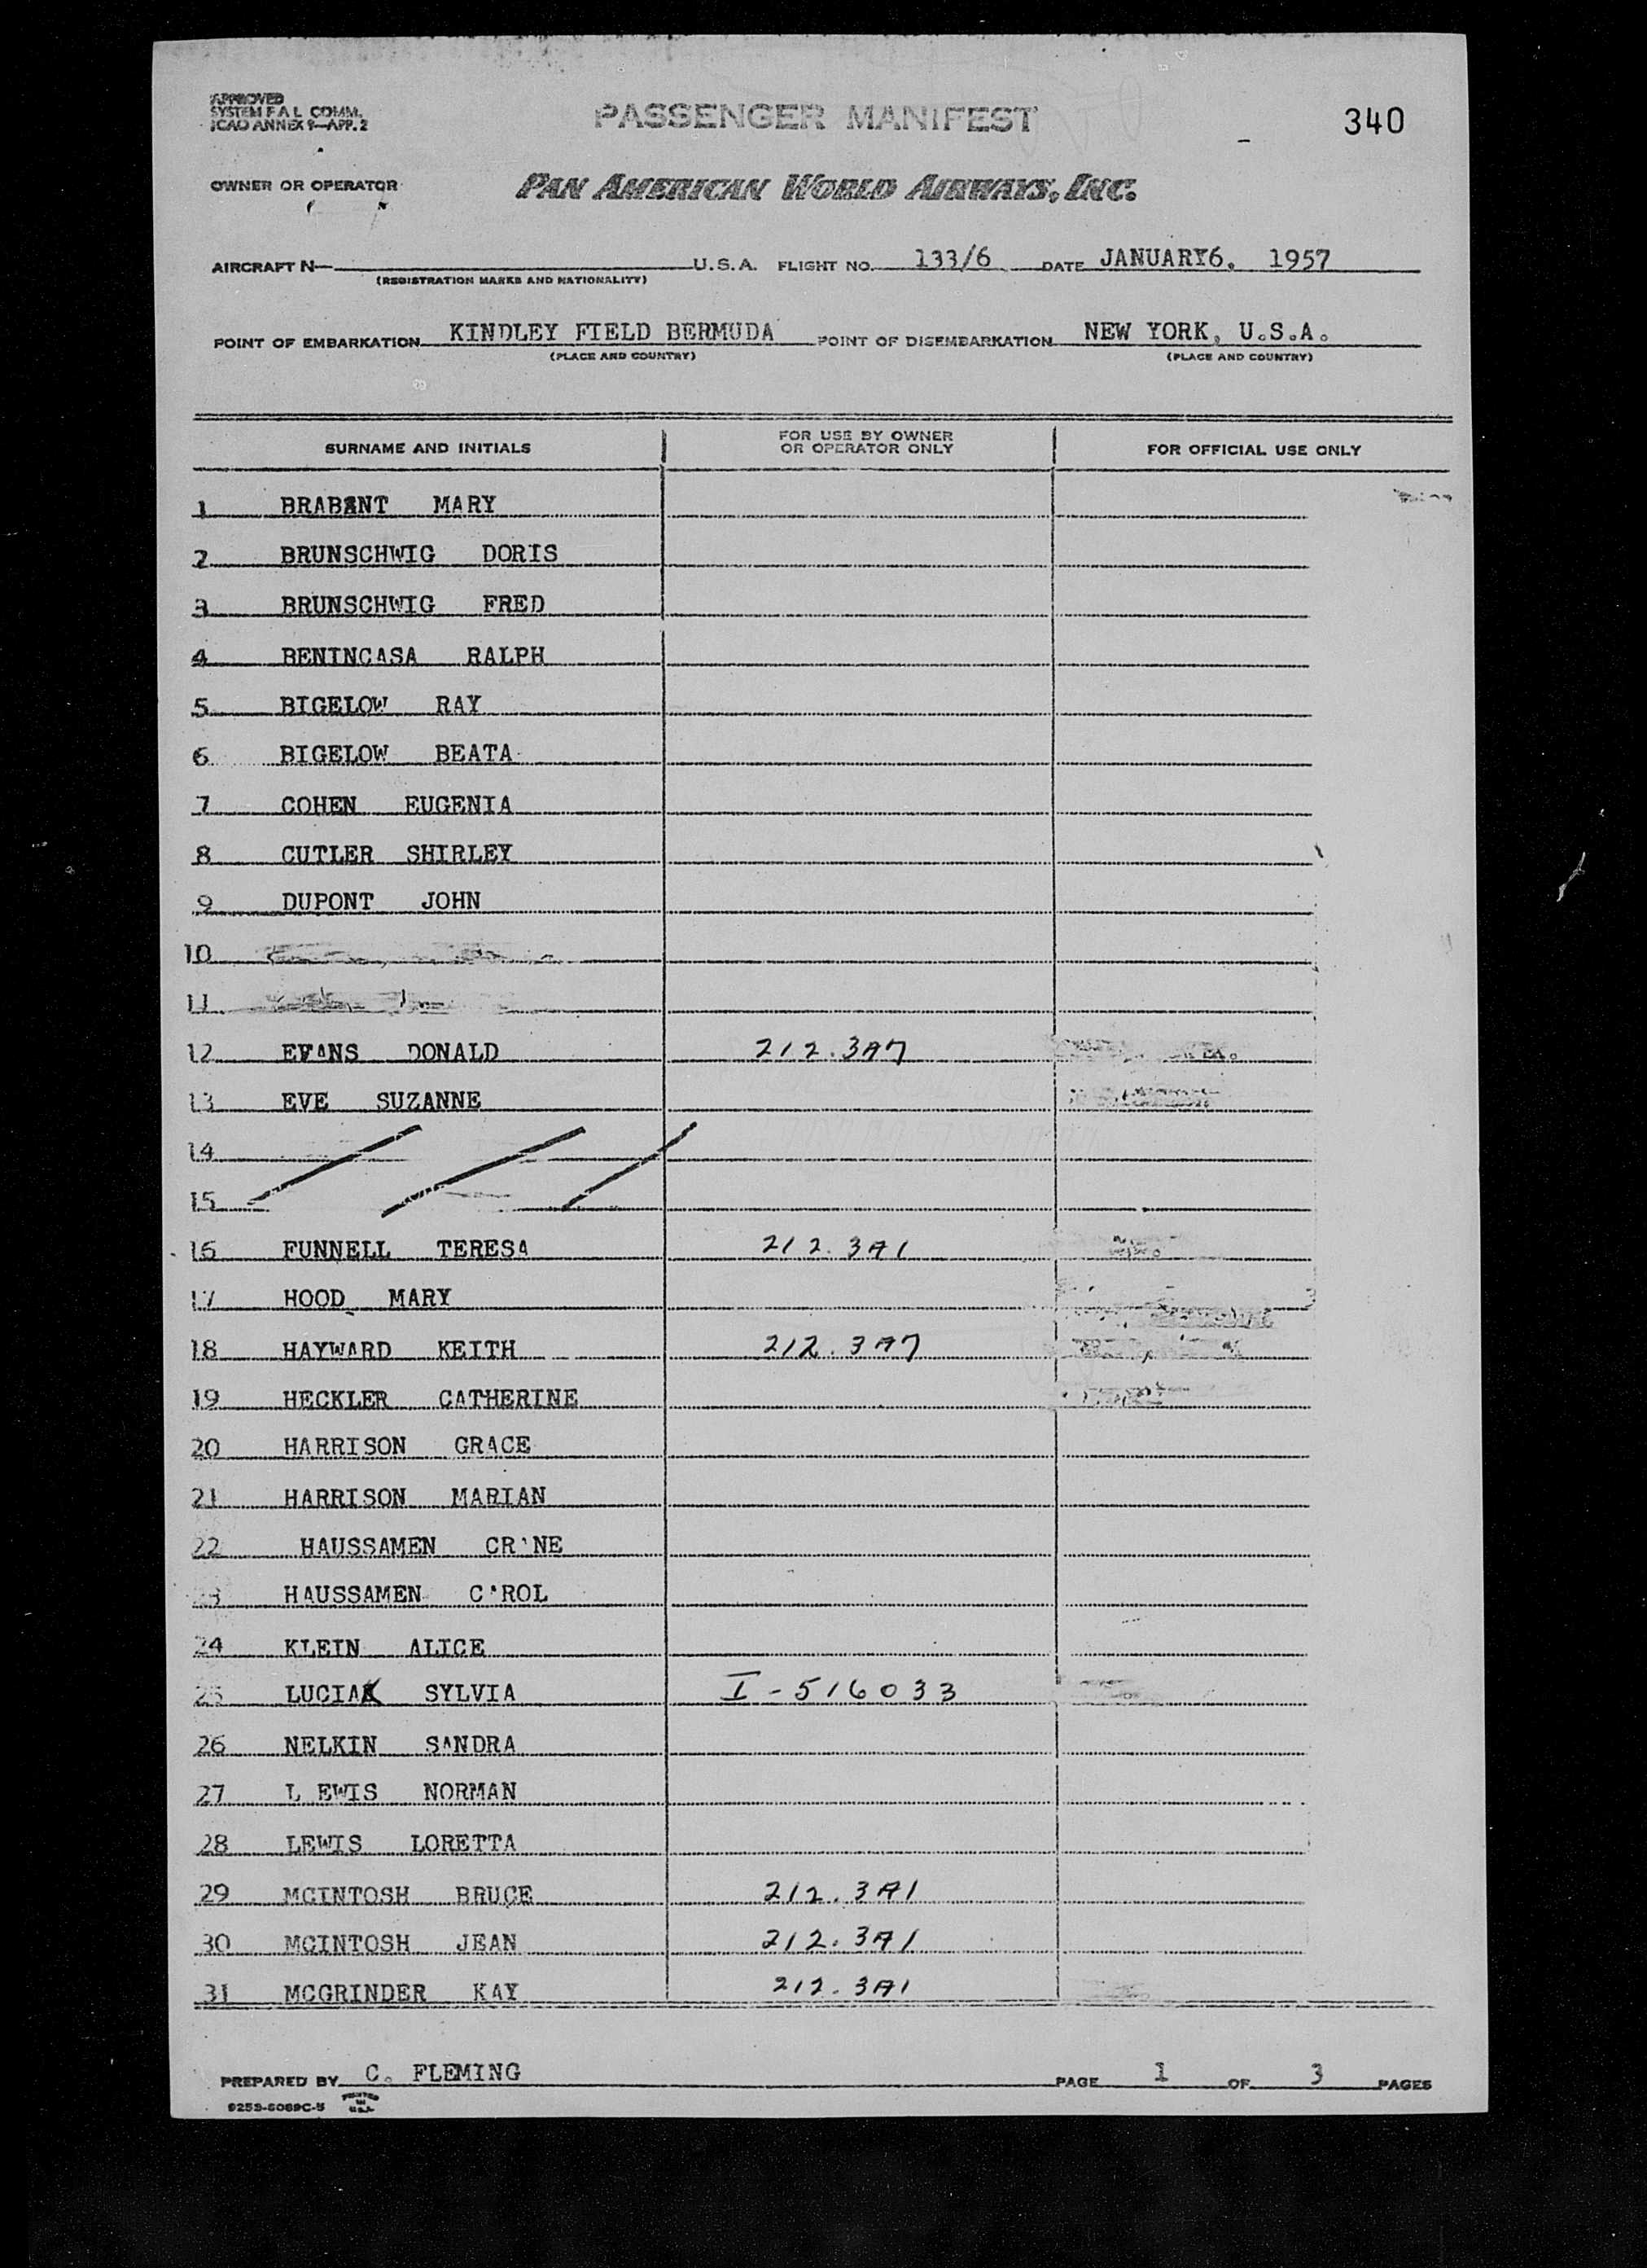 APPROVED
SYSTEM F A L COMM.
ICAO ANNEX 9—APP. 2
PASSENGER MANIFEST
340
OWNER OR OPERATOR
PAN AMERICAN WORLD AIRWAYS, INC.
AIRCRAFT N— U.S.A. FLIGHT NO. 133/6 DATE JANUARY6. 1957
(REGISTRATION MARKS AND NATIONALITY)
POINT OF EMBARKATION KINDLEY FIELD BERMUDA POINT OF DISEMBARKATION NEW YORK, U.S.A.
(PLACE AND COUNTRY) (PLACE AND COUNTRY)
SURNAME AND INITIALS FOR USE BY OWNER OR OPERATOR ONLY FOR OFFICIAL USE ONLY
1 BRABANT MARY
2 BRUNSCHWIG DORIS
3 BRUNSCHWIG FRED
4 BENINCASA RALPH
5 BIGELOW RAY
6 BIGELOW BEATA
7 COHEN EUGENIA
8 CUTLER SHIRLEY
9 DUPONT JOHN
10
11
12 EVANS DONALD 212.3A7
13 EVE SUZANNE
14
15
16 FUNNELL TERESA 212.3A1
17 HOOD MARY
18 HAYWARD KEITH 212.3A7
19 HECKLER CATHERINE
20 HARRISON GRACE
21 HARRISON MARIAN
22 HAUSSAMEN CR'NE
23 HAUSSAMEN C'ROL
24 KLEIN ALICE
25 LUCIAK SYLVIA I-516033
26 NELKIN SANDRA
27 L EWIS NORMAN
28 LEWIS LORETTA
29 MCINTOSH BRUCE 212.3A1
30 MCINTOSH JEAN 212.3A1
31 MCGRINDER KAY 212.3A1
PREPARED BY C. FLEMING PAGE 1 OF 3 PAGES
9253-6069C-5 PRINTED IN U.S.A.